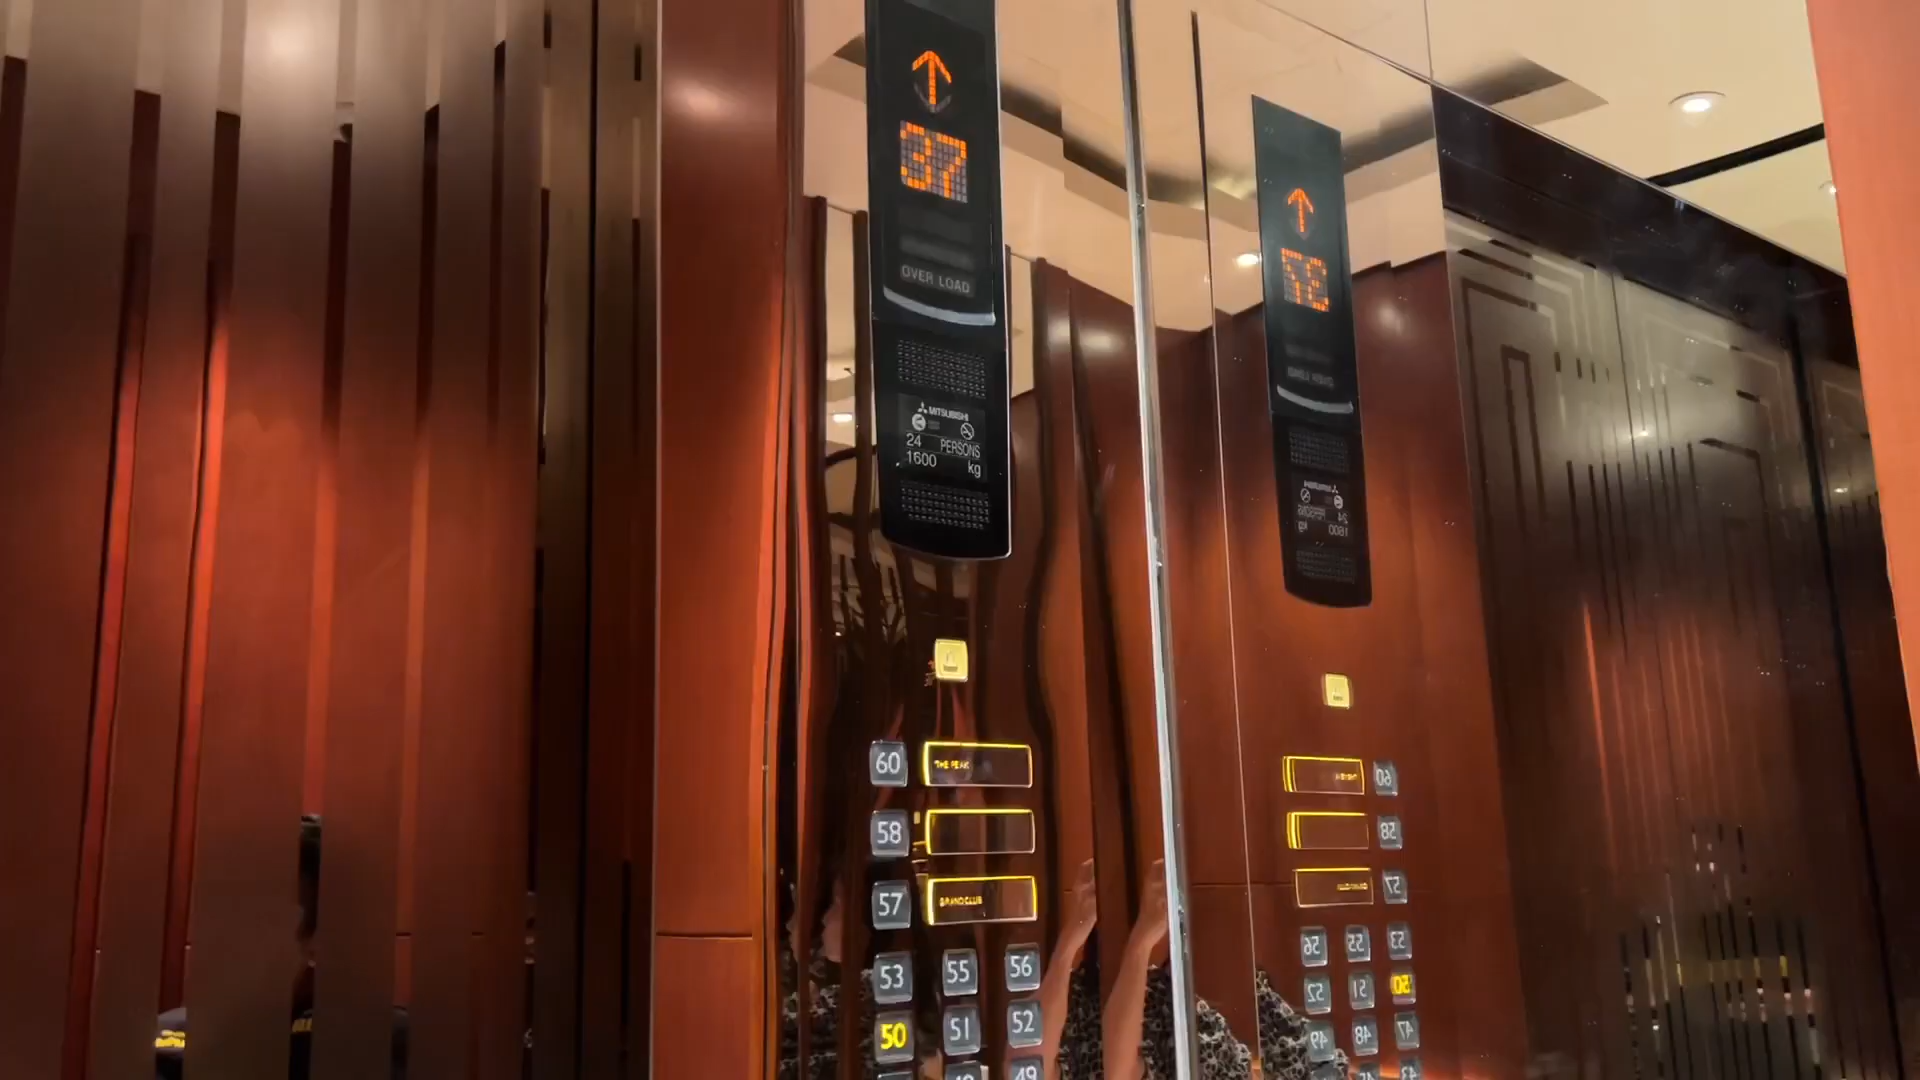 37
OVER LOAD
MITSUBISHI
24 PERSONS
1600 kg
60 THE PEAK
58
57 GRAND CLUB
53 55 56
50 51 52
49